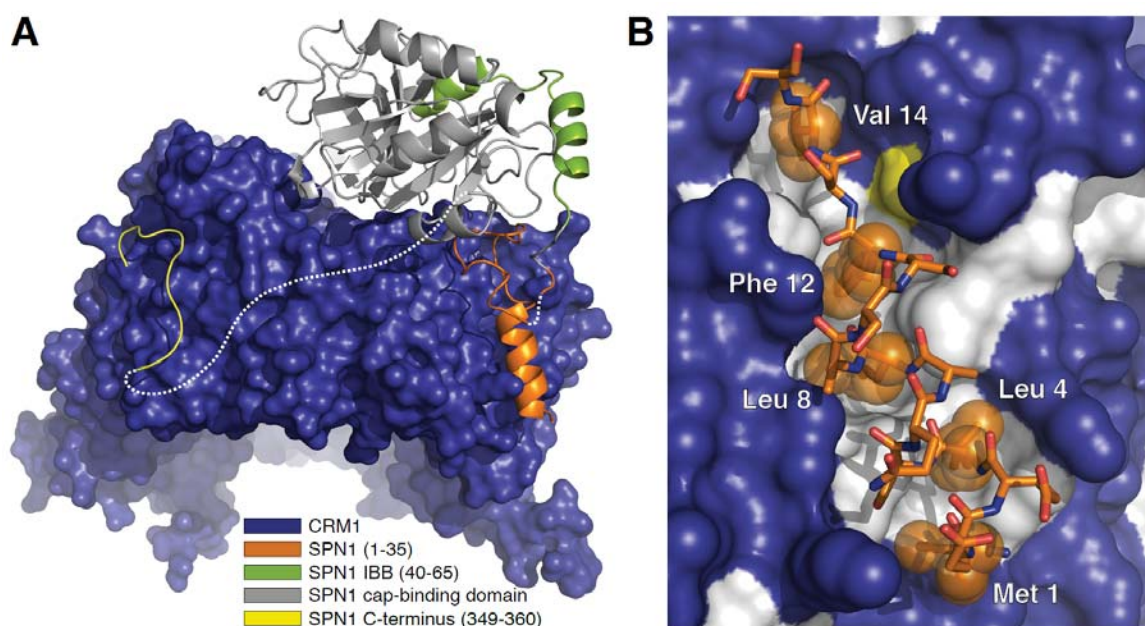 A
B
CRM1
SPN1 (1-35)
SPN1 IBB (40-65)
SPN1 cap-binding domain
SPN1 C-terminus (349-360)
Val 14
Phe 12
Leu 8
Leu 4
Met 1